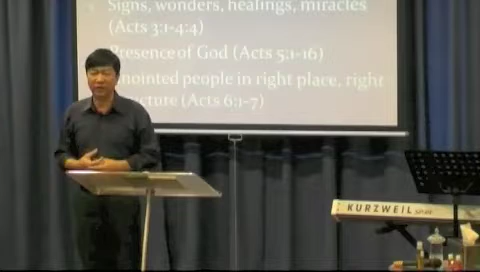 Signs, wonders, healings, miracles
(Acts 3:1-4:4)
Presence of God (Acts 5:1-16)
nointed people in right place, right
ucture (Acts 6:1-7)
KURZWEIL